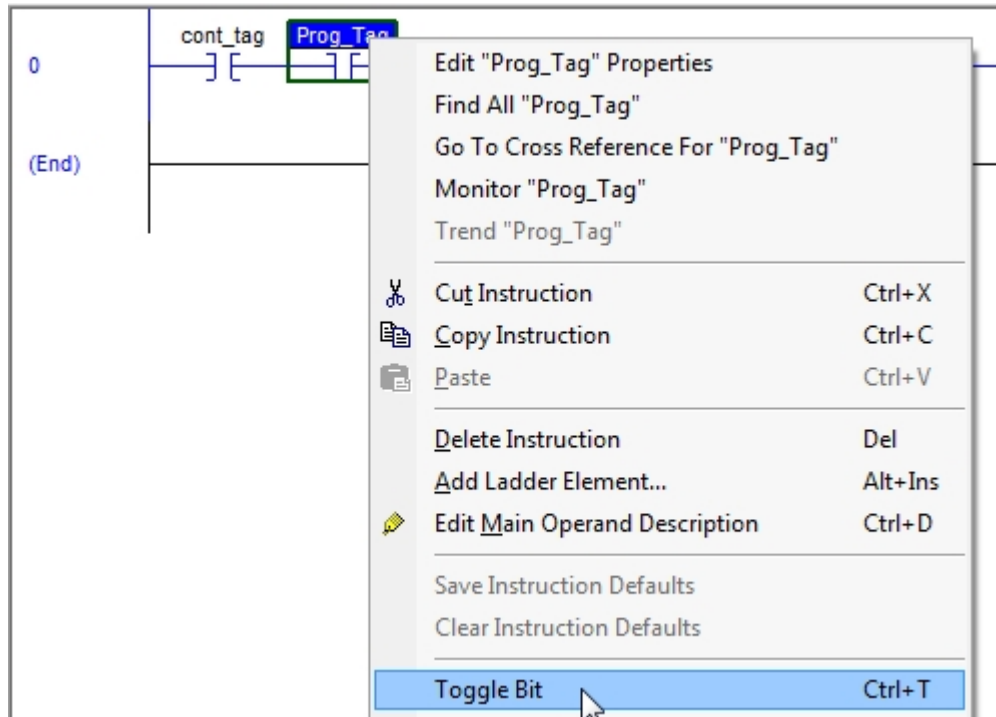 cont_tag Prog_Tag
0
(End)
Edit "Prog_Tag" Properties
Find All "Prog_Tag"
Go To Cross Reference For "Prog_Tag"
Monitor "Prog_Tag"
Trend "Prog_Tag"
Cut Instruction Ctrl+X
Copy Instruction Ctrl+C
Paste Ctrl+V
Delete Instruction Del
Add Ladder Element... Alt+Ins
Edit Main Operand Description Ctrl+D
Save Instruction Defaults
Clear Instruction Defaults
Toggle Bit Ctrl+T